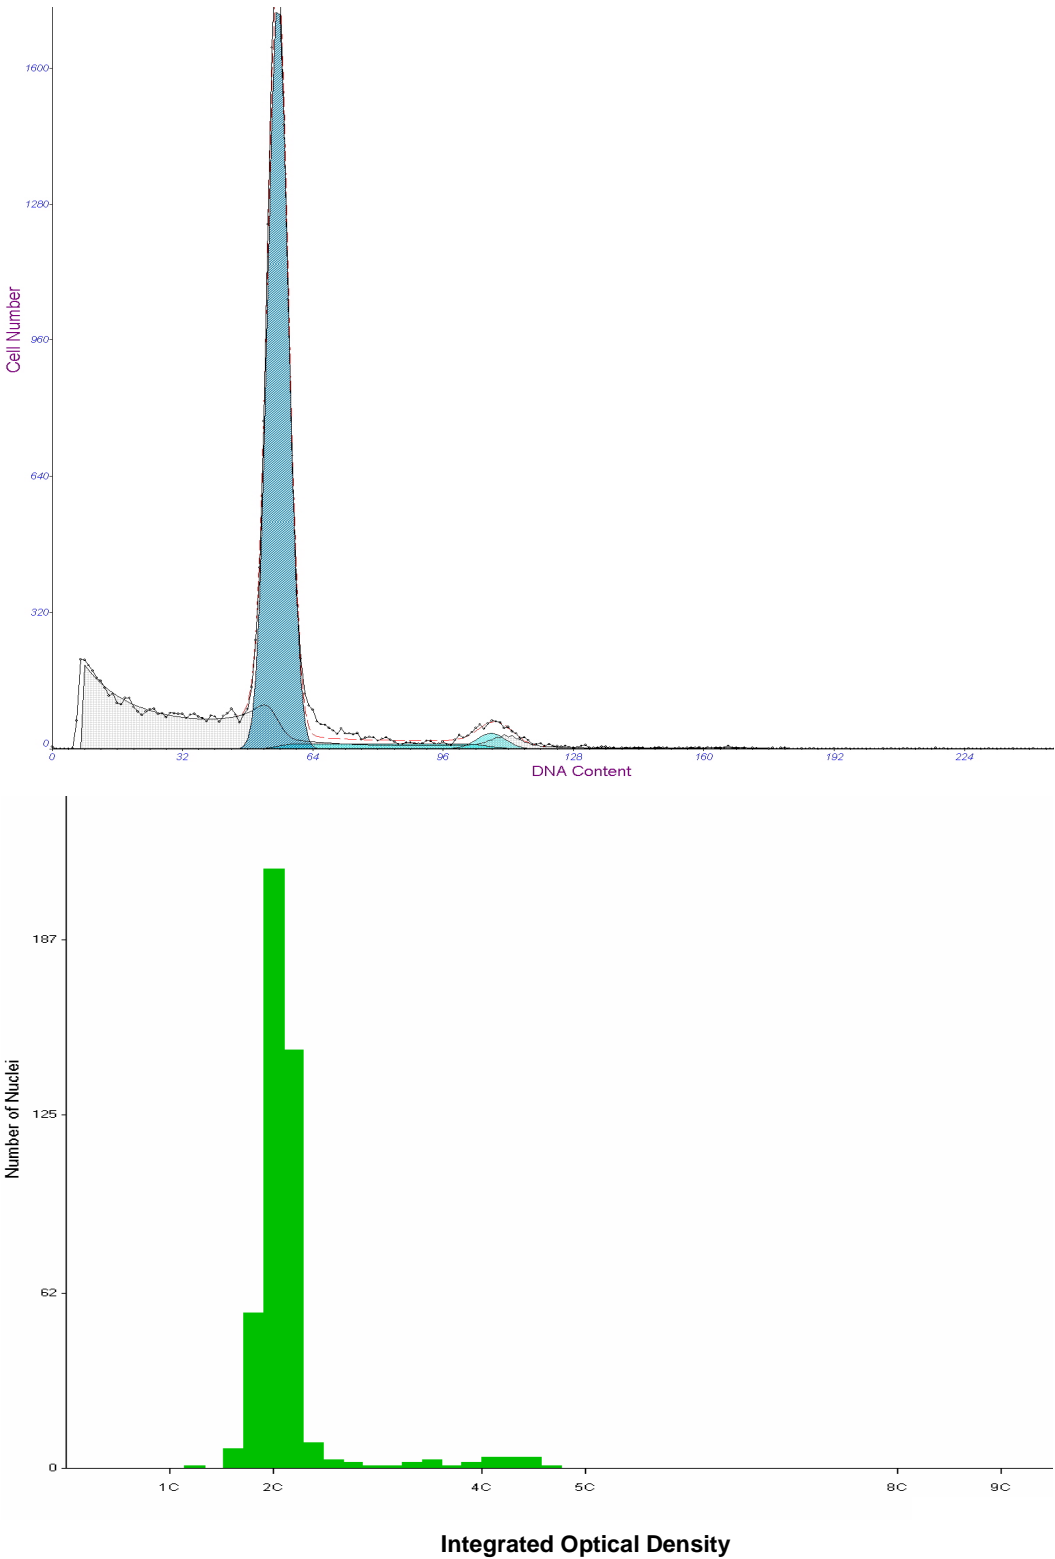 1600
1280
960
640
320
0
Cell Number
0 32 64 96 128 160 192 224
DNA Content
187
125
62
0
Number of Nuclei
1C 2C 4C 5C 8C 9C
Integrated Optical Density